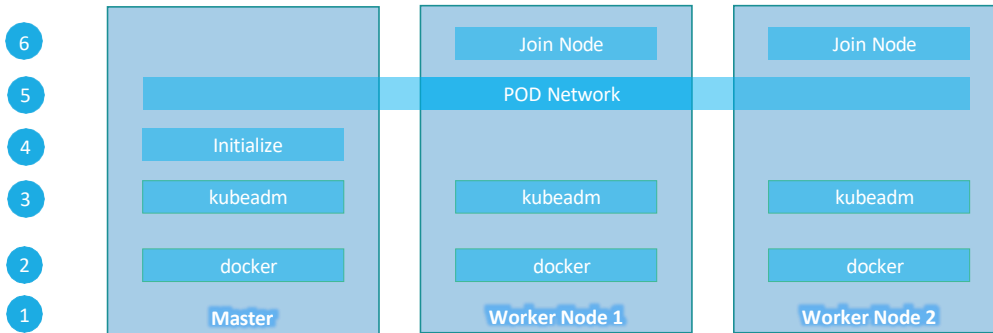 6 Join Node Join Node
5 POD Network
4 Initialize
3 kubeadm kubeadm kubeadm
2 docker docker docker
1 Master Worker Node 1 Worker Node 2